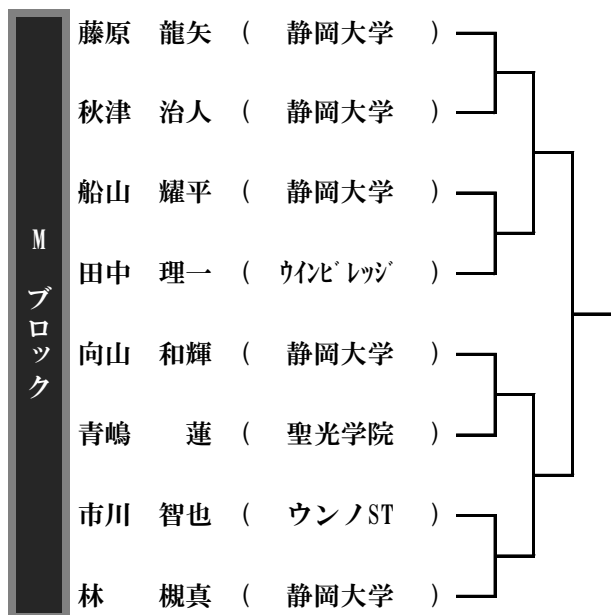 Mブロック
藤原 龍矢 ( 静岡大学 )
秋津 治人 ( 静岡大学 )
船山 耀平 ( 静岡大学 )
田中 理一 ( ｳｲﾝﾋﾞﾚｯｼﾞ )
向山 和輝 ( 静岡大学 )
青嶋 蓮 ( 聖光学院 )
市川 智也 ( ウンノST )
林 槻真 ( 静岡大学 )